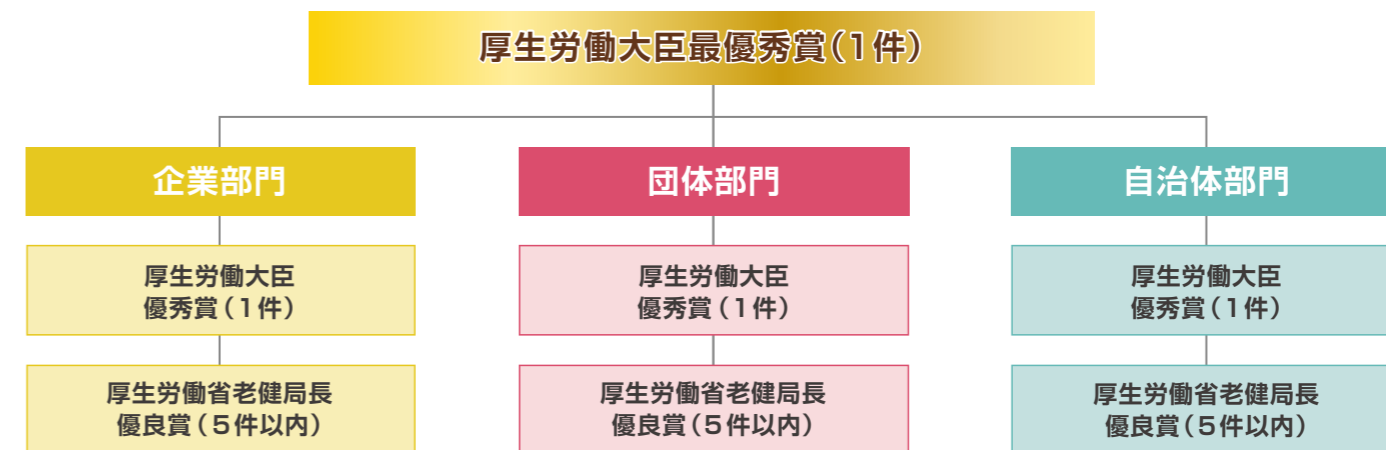 厚生労働大臣最優秀賞（1件）
企業部門
団体部門
自治体部門
厚生労働大臣
優秀賞（1件）
厚生労働大臣
優秀賞（1件）
厚生労働大臣
優秀賞（1件）
厚生労働省老健局長
優良賞（5件以内）
厚生労働省老健局長
優良賞（5件以内）
厚生労働省老健局長
優良賞（5件以内）